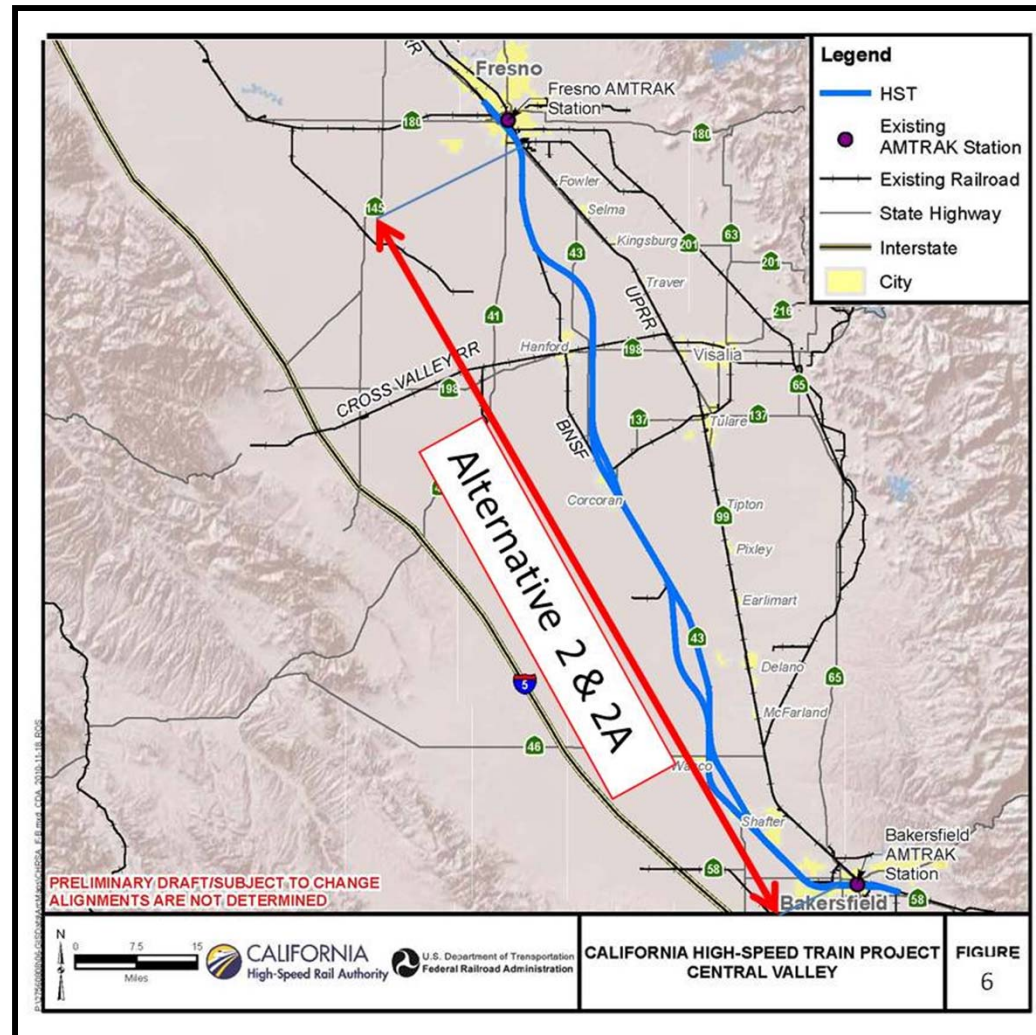 RR
Fresno
Fresno AMTRAK
Station
180
180
Fowler
145
Selma
43
Kingsburg
201
63
201
Traver
UPRR
216
41
Hanford
198
Visalia
CROSS VALLEY RR
198
65
137
137
Tulare
BNSF
Corcoran
Tipton
99
Pixley
Earlimart
43
Delano
65
5
McFarland
46
Shafter
Bakersfield
AMTRAK
Station
58
58
Bakersfield
Alternative 2 & 2A
Legend
HST
Existing
AMTRAK Station
Existing Railroad
State Highway
Interstate
City
PRELIMINARY DRAFT/SUBJECT TO CHANGE
ALIGNMENTS ARE NOT DETERMINED
N
0 7.5 15
Miles
CALIFORNIA
High-Speed Rail Authority
U.S. Department of Transportation
Federal Railroad Administration
CALIFORNIA HIGH-SPEED TRAIN PROJECT
CENTRAL VALLEY
FIGURE
6